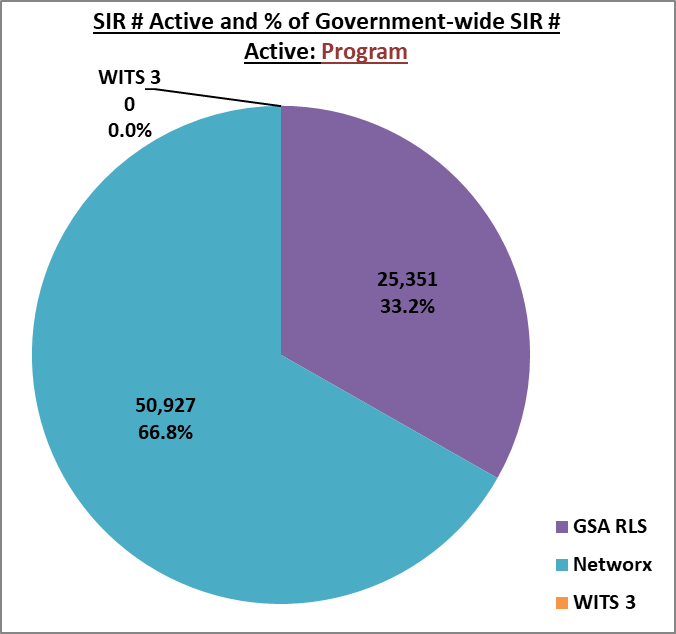 SIR # Active and % of Government-wide SIR #
Active: Program
WITS 3
0
0.0%
25,351
33.2%
50,927
66.8%
GSA RLS
Networx
WITS 3